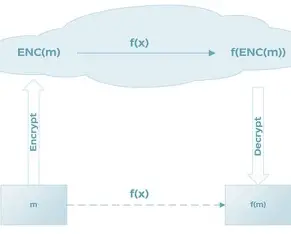 f(x)
ENC(m)
f(ENC(m))
Encrypt
Decrypt
f(x)
m
f(m)